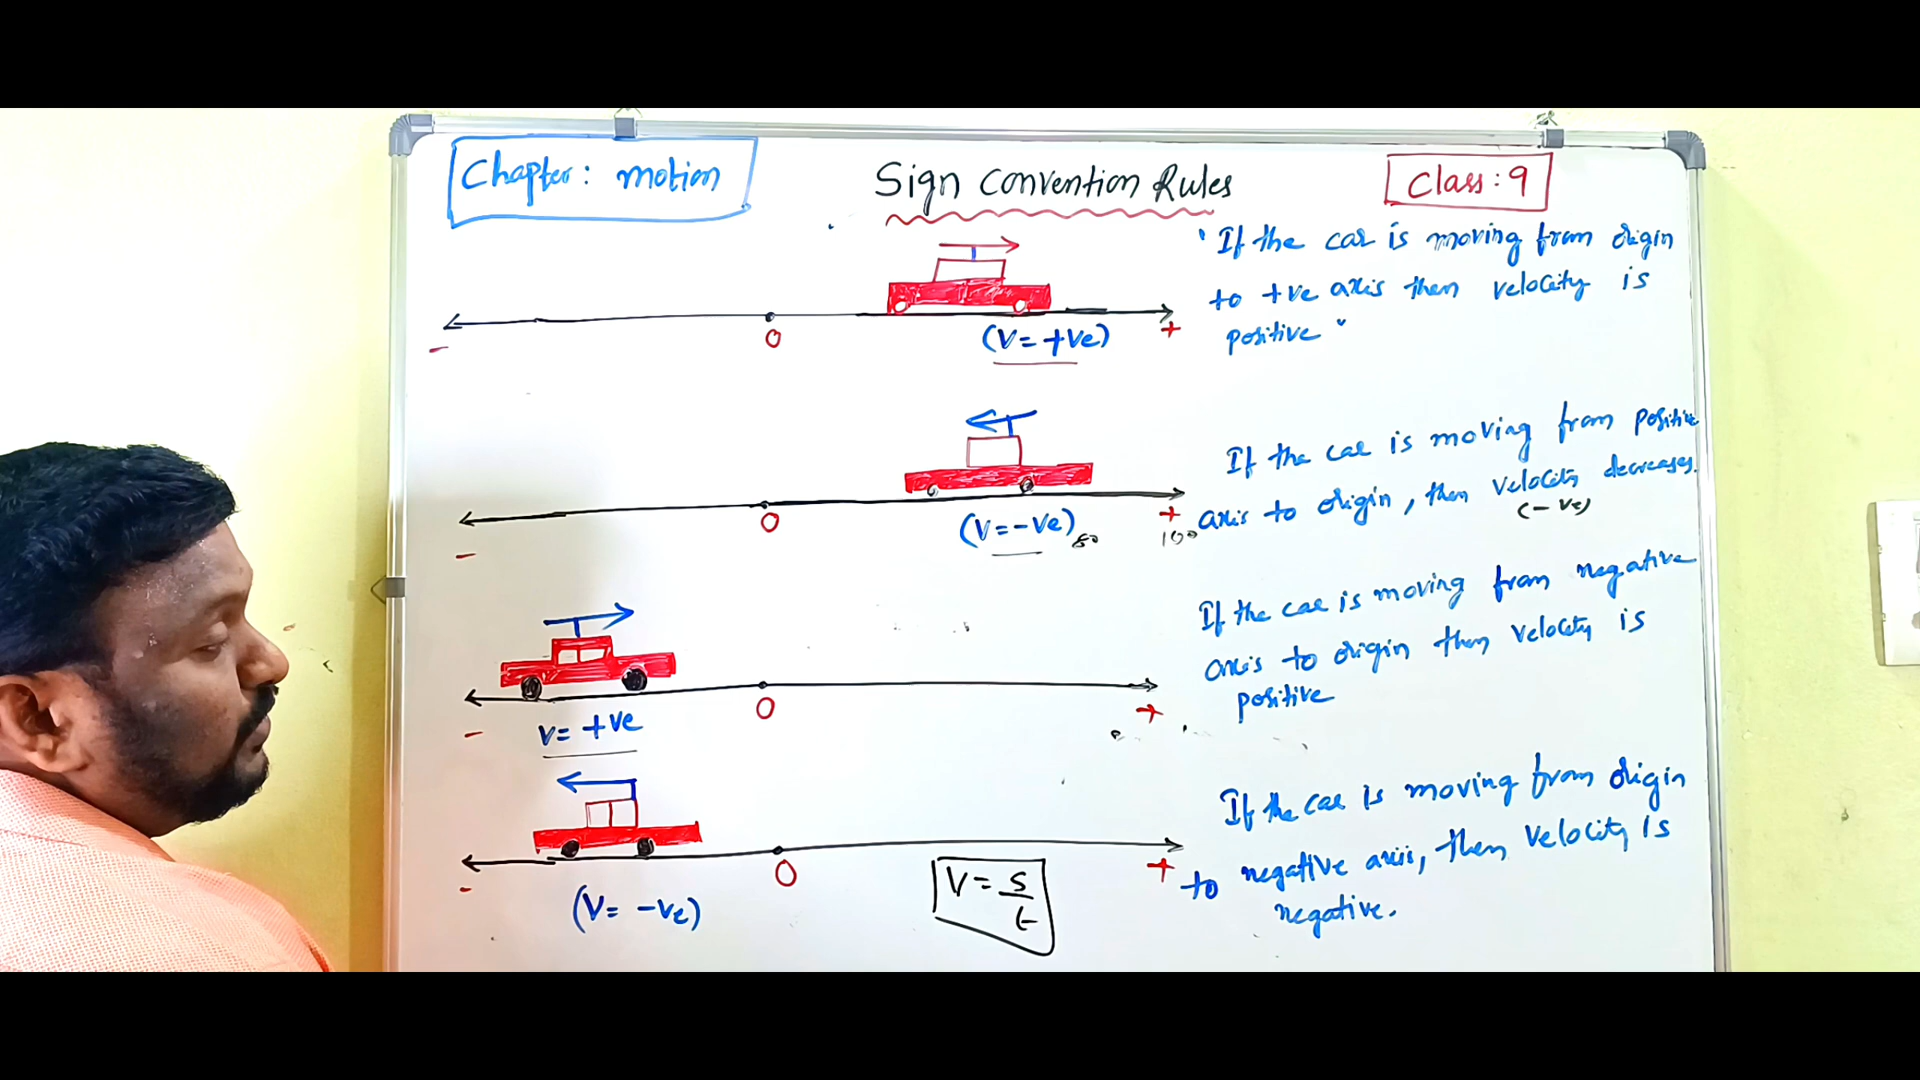 Chapter: motion
Sign Convention Rules
Class: 9
"If the car is moving from origin
to +ve axis then velocity is
positive"
- 0 (V = +ve) +
If the car is moving from positive
axis to origin, then velocity decreases.
(-ve)
- 0 (V = -ve) 80 + 100
If the car is moving from negative
axis to origin then velocity is
positive
- V = +ve 0 +
If the car is moving from origin
to negative axis, then velocity is
negative.
- (V = -ve) 0 +
V = S/t